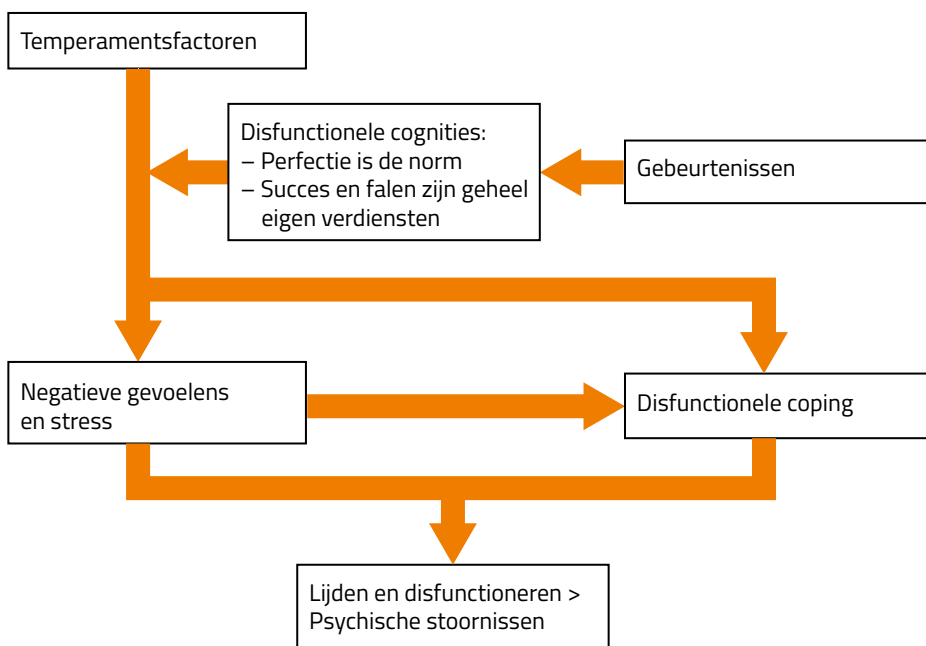 Temperamentsfactoren
Disfunctionele cognities:
– Perfectie is de norm
– Succes en falen zijn geheel
eigen verdiensten
Gebeurtenissen
Negatieve gevoelens
en stress
Disfunctionele coping
Lijden en disfunctioneren >
Psychische stoornissen